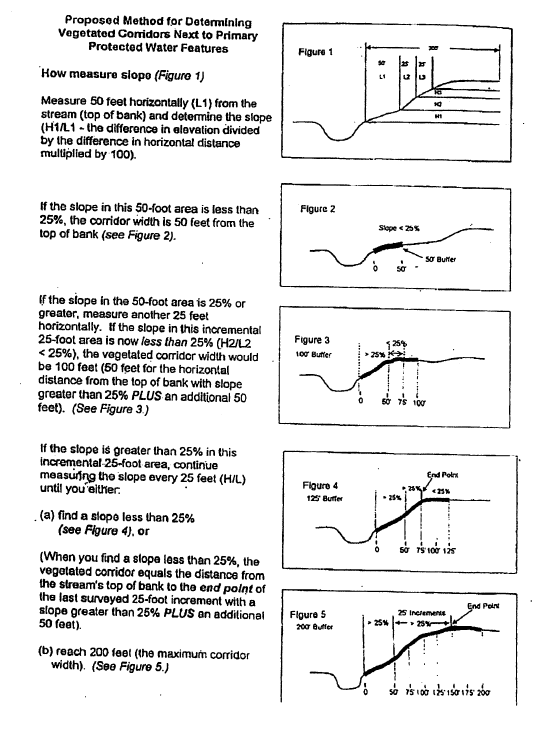 Proposed Method for Determining
Vegetated Corridors Next to Primary
Protected Water Features
How measure slope (Figure 1)
Measure 50 feet horizontally (L1) from the
stream (top of bank) and determine the slope
(H1/L1 - the difference in elevation divided
by the difference in horizontal distance
multiplied by 100).
Figure 1
200'
50' 25' 25'
L1 L2 L3
H3
H2
H1
If the slope in this 50-foot area is less than
25%, the corridor width is 50 feet from the
top of bank (see Figure 2).
Figure 2
Slope < 25%
50' Buffer
0 50'
If the slope in the 50-foot area is 25% or
greater, measure another 25 feet
horizontally. If the slope in this incremental
25-foot area is now less than 25% (H2/L2
< 25%), the vegetated corridor width would
be 100 feet (50 feet for the horizontal
distance from the top of bank with slope
greater than 25% PLUS an additional 50
feet). (See Figure 3.)
Figure 3
100' Buffer
< 25%
> 25%
0 50' 75' 100'
If the slope is greater than 25% in this
incremental 25-foot area, continue
measuring the slope every 25 feet (H/L)
until you either:
(a) find a slope less than 25%
(see Figure 4), or
Figure 4
125' Buffer
End Point
> 25% > 25% < 25%
0 50' 75' 100' 125'
(When you find a slope less than 25%, the
vegetated corridor equals the distance from
the stream's top of bank to the end point of
the last surveyed 25-foot increment with a
slope greater than 25% PLUS an additional
50 feet).
(b) reach 200 feet (the maximum corridor
width). (See Figure 5.)
Figure 5
200' Buffer
25' Increments
End Point
> 25% > 25%
0 50' 75' 100' 125' 150' 175' 200'